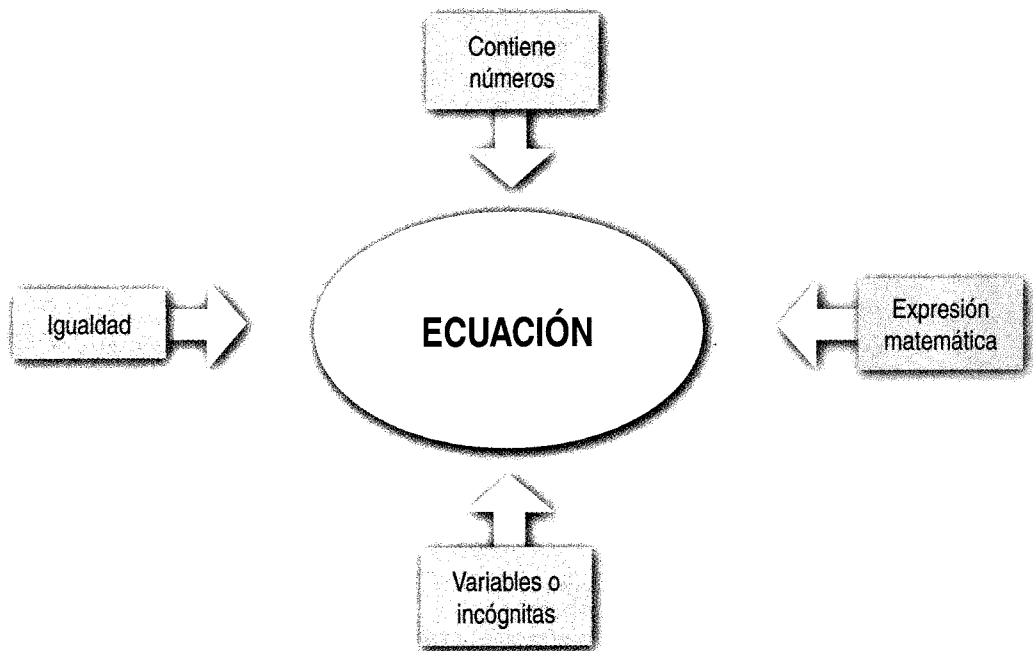 Contiene
números
Igualdad
ECUACIÓN
Expresión
matemática
Variables o
incógnitas